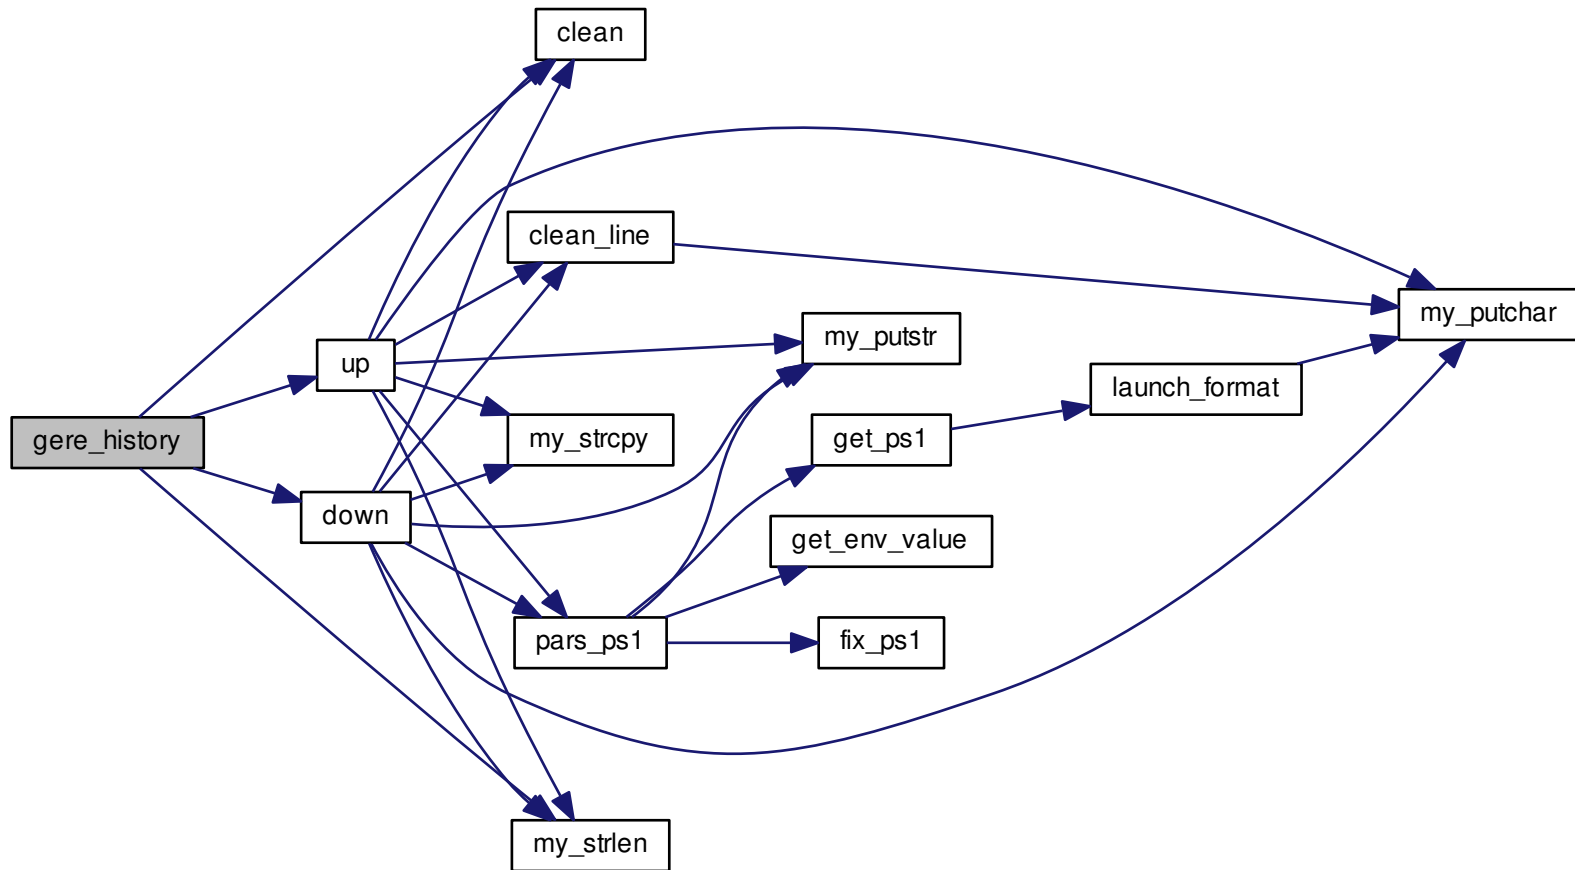 clean
clean_line
my_putchar
my_putstr
up
launch_format
get_ps1
gere_history
my_strcpy
down
get_env_value
pars_ps1
fix_ps1
my_strlen